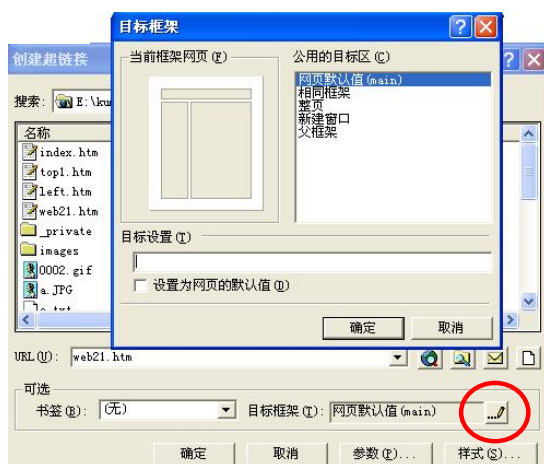 目标框架
当前框架网页(F)
公用的目标区(C)
网页默认值(main)
相同框架
整页
新建窗口
父框架
目标设置(T)
设置为网页的默认值(D)
确定
取消
创建超链接
搜索:
名称
index.htm
top1.htm
left.htm
web21.htm
_private
images
0002.gif
a.JPG
URL(U): web21.htm
可选
书签(B): (无) 目标框架(T): 网页默认值(main)
确定 取消 参数(P)... 样式(S)...